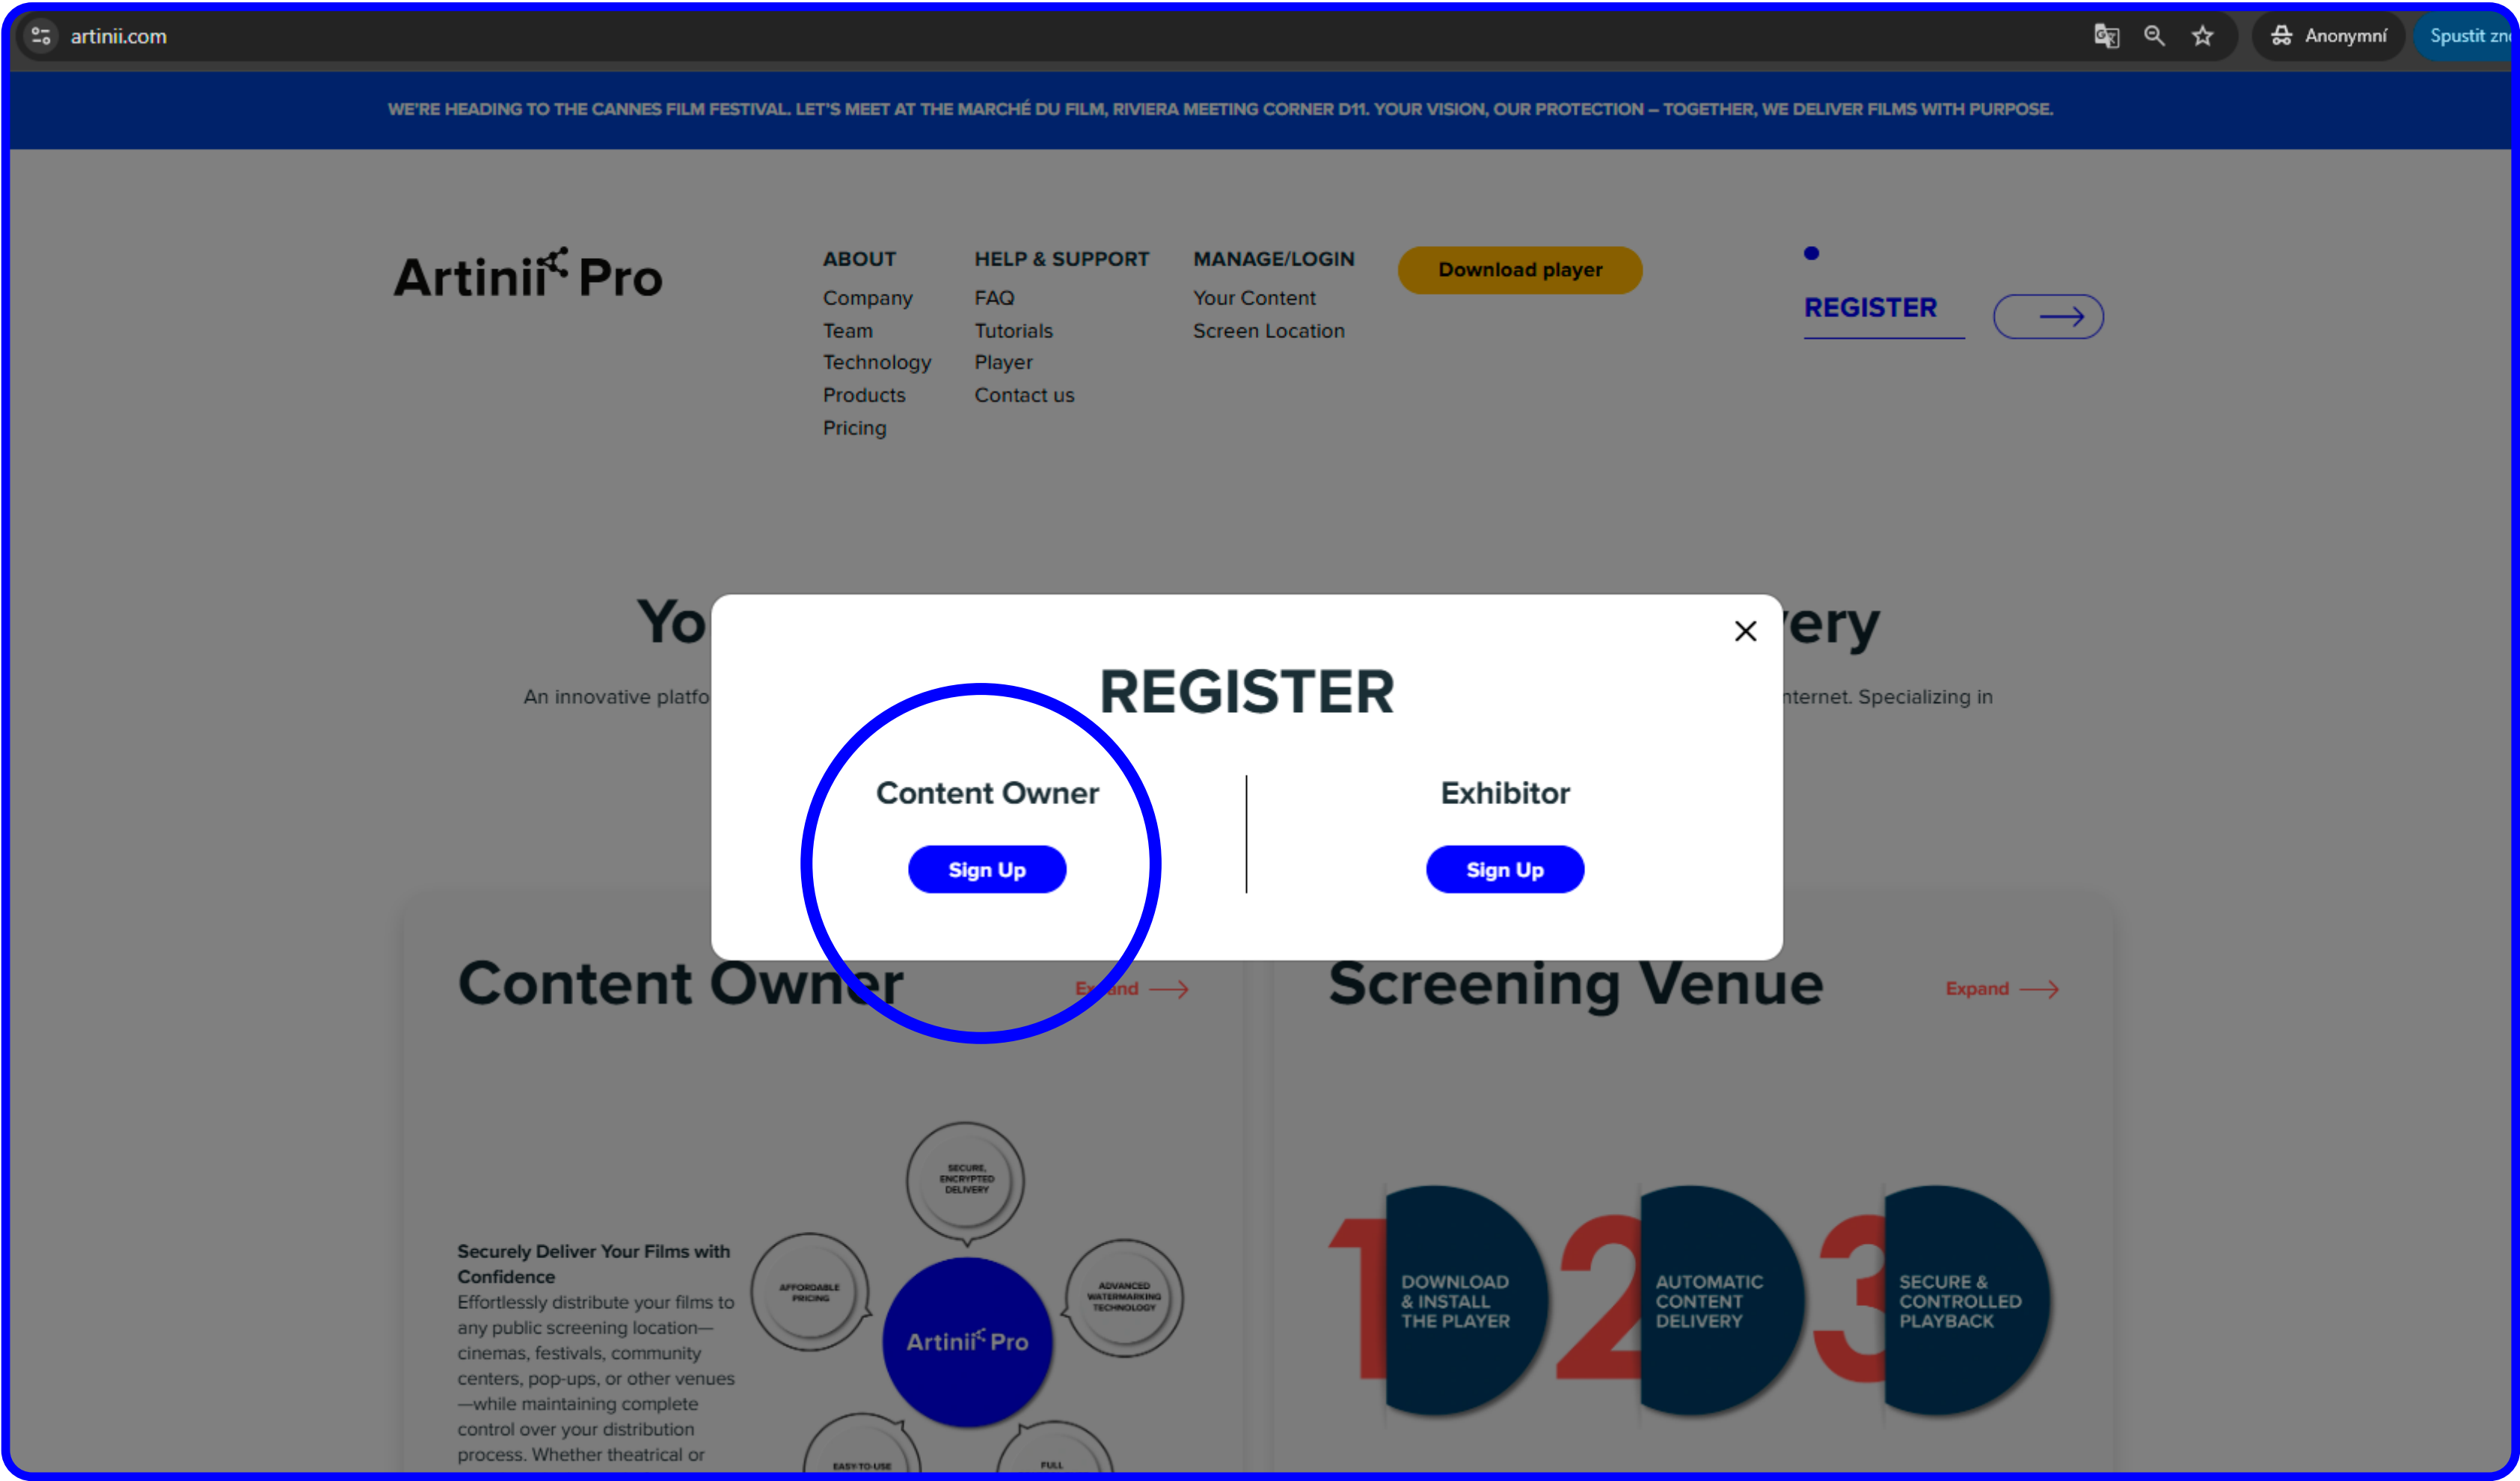 artinii.com
Anonymní
Spustit
WE'RE HEADING TO THE CANNES FILM FESTIVAL. LET'S MEET AT THE MARCHÉ DU FILM, RIVIERA MEETING CORNER D11. YOUR VISION, OUR PROTECTION – TOGETHER, WE DELIVER FILMS WITH PURPOSE.
Artinii Pro
ABOUT
Company
Team
Technology
Products
Pricing
HELP & SUPPORT
FAQ
Tutorials
Player
Contact us
MANAGE/LOGIN
Your Content
Screen Location
Download player
REGISTER
Yo
ery
An innovative platfo
nternet. Specializing in
REGISTER
Content Owner
Sign Up
Exhibitor
Sign Up
Content Owner
Expand
Securely Deliver Your Films with
Confidence
Effortlessly distribute your films to
any public screening location—
cinemas, festivals, community
centers, pop-ups, or other venues
—while maintaining complete
control over your distribution
process. Whether theatrical or
SECURE,
ENCRYPTED
DELIVERY
AFFORDABLE
PRICING
ADVANCED
WATERMARKING
TECHNOLOGY
Artinii Pro
EASY-TO-USE
FULL
Screening Venue
Expand
1
DOWNLOAD
& INSTALL
THE PLAYER
2
AUTOMATIC
CONTENT
DELIVERY
3
SECURE &
CONTROLLED
PLAYBACK